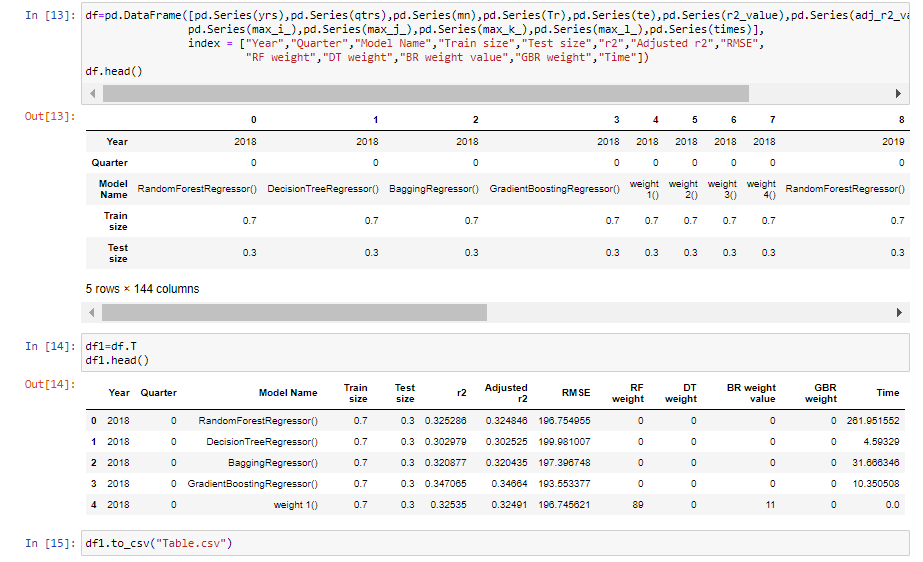 In [13]: df=pd.DataFrame([pd.Series(yrs),pd.Series(qtrs),pd.Series(mn),pd.Series(Tr),pd.Series(te),pd.Series(r2_value),pd.Series(adj_r2_va
pd.Series(max_i_),pd.Series(max_j_),pd.Series(max_k_),pd.Series(max_l_),pd.Series(times)],
index = ["Year","Quarter","Model Name","Train size","Test size","r2","Adjusted r2","RMSE",
"RF weight","DT weight","BR weight value","GBR weight","Time"])
df.head()
Out[13]:
0 1 2 3 4 5 6 7 8
Year 2018 2018 2018 2018 2018 2018 2018 2018 2019
Quarter 0 0 0 0 0 0 0 0 0
Model Name RandomForestRegressor() DecisionTreeRegressor() BaggingRegressor() GradientBoostingRegressor() weight 1() weight 2() weight 3() weight 4() RandomForestRegressor()
Train size 0.7 0.7 0.7 0.7 0.7 0.7 0.7 0.7 0.7
Test size 0.3 0.3 0.3 0.3 0.3 0.3 0.3 0.3 0.3
5 rows × 144 columns
In [14]: df1=df.T
df1.head()
Out[14]:
Year Quarter Model Name Train size Test size r2 Adjusted r2 RMSE RF weight DT weight BR weight value GBR weight Time
0 2018 0 RandomForestRegressor() 0.7 0.3 0.325286 0.324846 196.754955 0 0 0 0 261.951552
1 2018 0 DecisionTreeRegressor() 0.7 0.3 0.302979 0.302525 199.981007 0 0 0 0 4.59329
2 2018 0 BaggingRegressor() 0.7 0.3 0.320877 0.320435 197.396748 0 0 0 0 31.666346
3 2018 0 GradientBoostingRegressor() 0.7 0.3 0.347065 0.34664 193.553377 0 0 0 0 10.350508
4 2018 0 weight 1() 0.7 0.3 0.32535 0.32491 196.745621 89 0 11 0 0.0
In [15]: df1.to_csv("Table.csv")